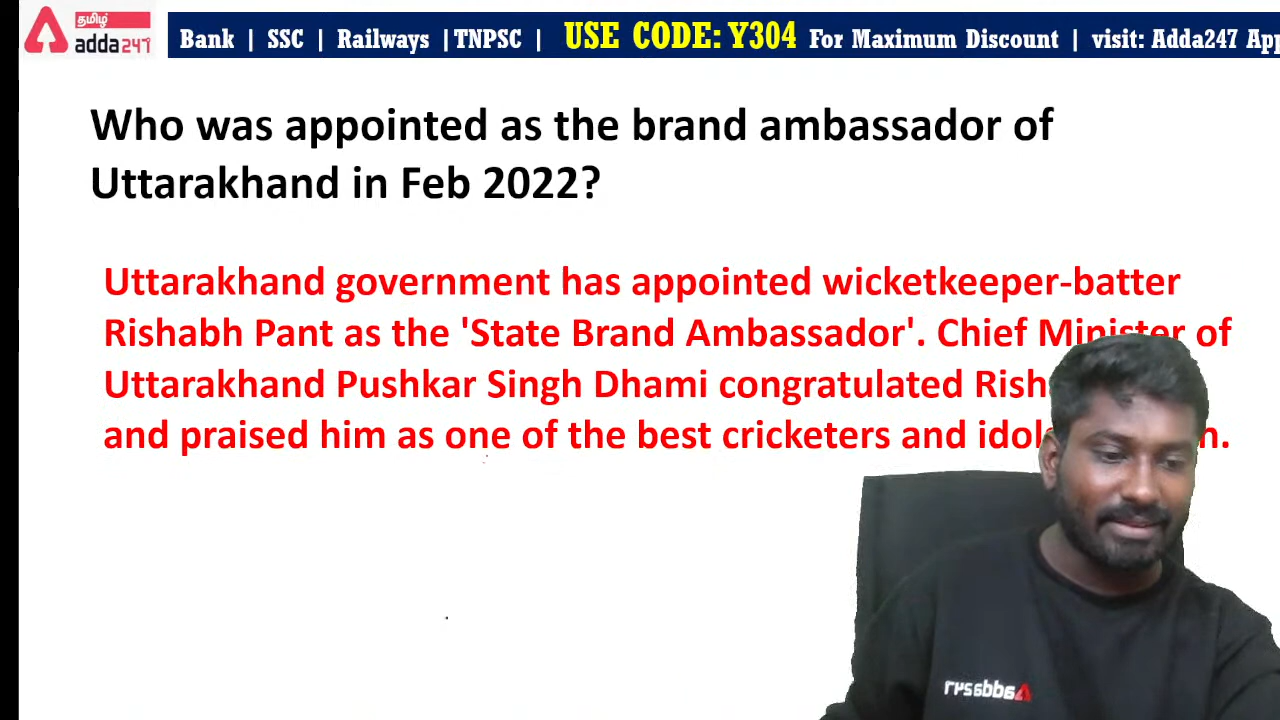 தமிழ்
adda247
Bank | SSC | Railways | TNPSC | USE CODE: Y304 For Maximum Discount | visit: Adda247 App
Who was appointed as the brand ambassador of
Uttarakhand in Feb 2022?
Uttarakhand government has appointed wicketkeeper-batter
Rishabh Pant as the 'State Brand Ambassador'. Chief Minister of
Uttarakhand Pushkar Singh Dhami congratulated
and praised him as one of the best cricketers and
adda247